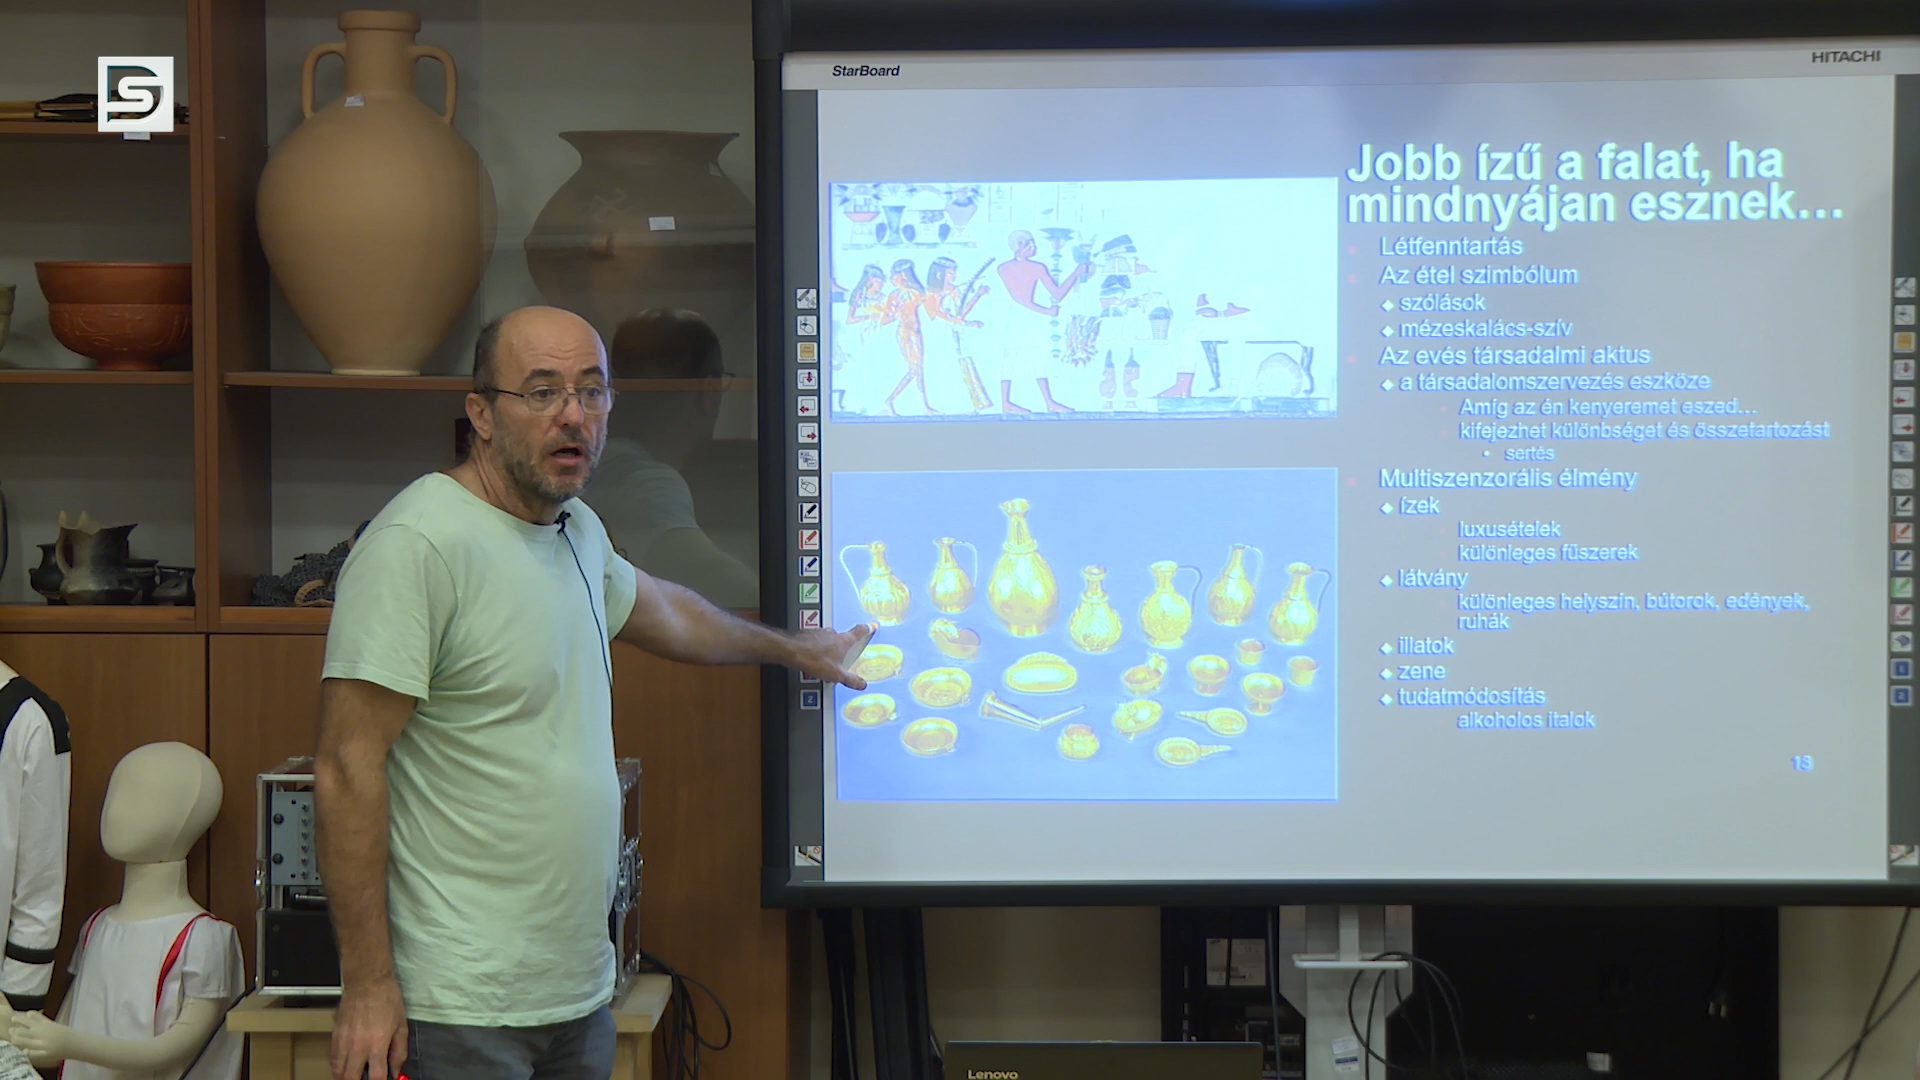 StarBoard
HITACHI
Jobb ízű a falat, ha
mindnyájan esznek...
Létfenntartás
Az étel szimbólum
szólások
mézeskalács-szív
Az evés társadalmi aktus
a társadalomszervezés eszköze
Amíg az én kenyeremet eszed...
kifejezhet különbséget és összetartozást
sertés
Multiszenzorális élmény
ízek
luxusételek
különleges fűszerek
látvány
különleges helyszín, bútorok, edények,
ruhák
illatok
zene
tudatmódosítás
alkoholos italok
Lenovo